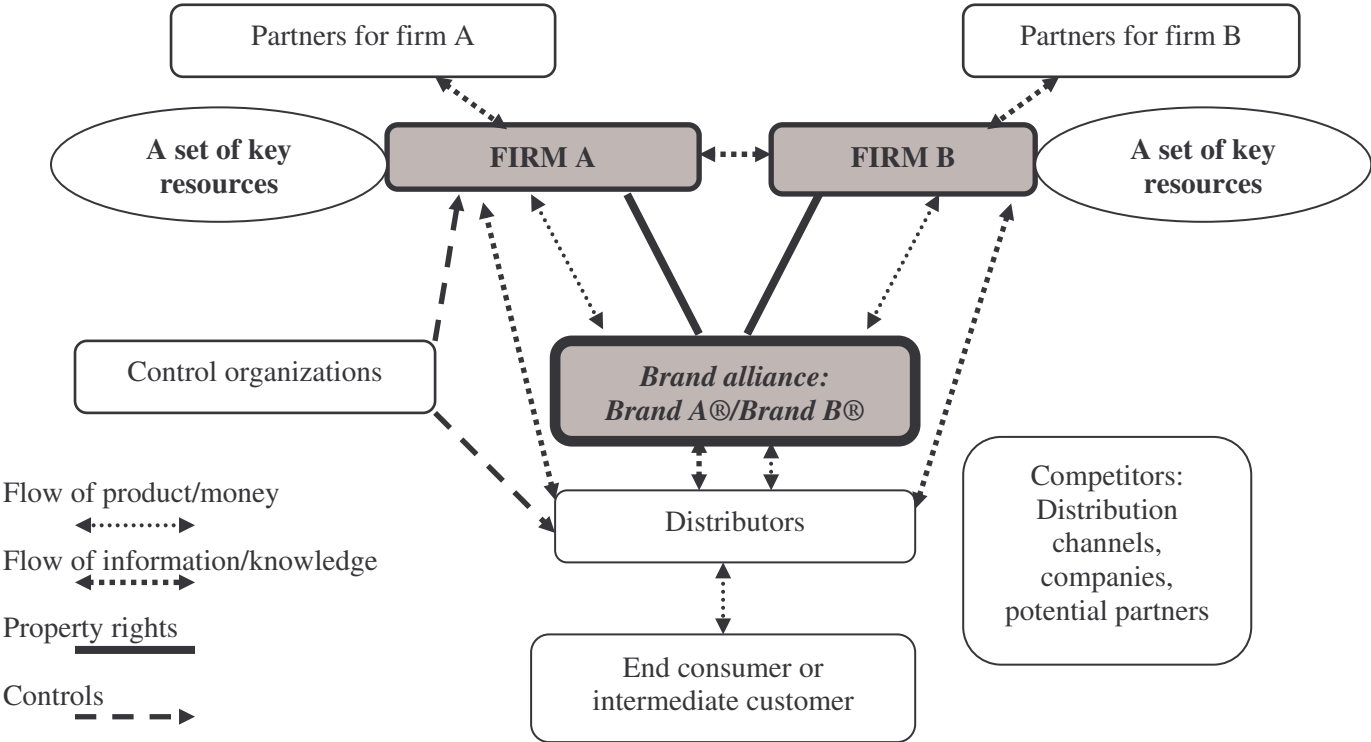 Partners for firm A
Partners for firm B
A set of key
resources
FIRM A
FIRM B
A set of key
resources
Control organizations
Brand alliance:
Brand A®/Brand B®
Flow of product/money
Flow of information/knowledge
Property rights
Controls
Distributors
Competitors:
Distribution
channels,
companies,
potential partners
End consumer or
intermediate customer